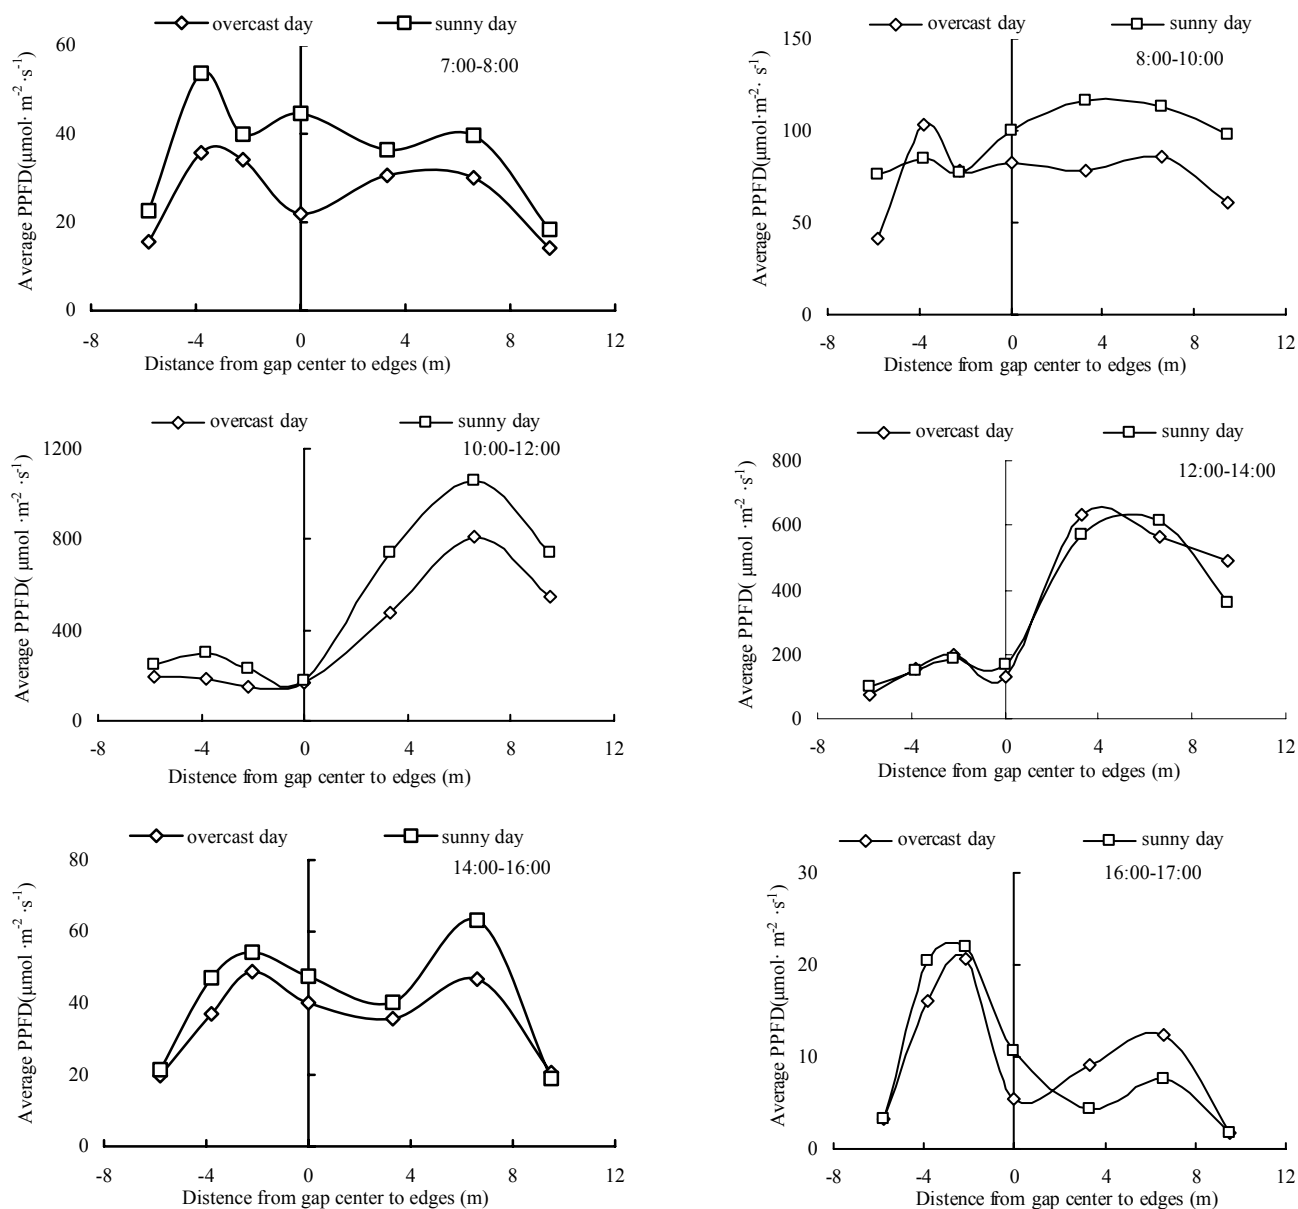 overcast day
sunny day
7:00-8:00
Average PPFD(μmol· m-2 ·s-1)
60
40
20
0
-8
-4
0
4
8
12
Distance from gap center to edges (m)
overcast day
sunny day
8:00-10:00
Average PPFD(μmol·m-2· s-1)
150
100
50
0
-8
-4
0
4
8
12
Distance from gap center to edges (m)
overcast day
sunny day
10:00-12:00
Average PPFD( μmol ·m-2 ·s-1)
1200
800
400
0
-8
-4
0
4
8
12
Distence from gap center to edges (m)
overcast day
sunny day
12:00-14:00
Average PPFD( μmol ·m-2 ·s-1)
800
600
400
200
0
-8
-4
0
4
8
12
Distence from gap center to edges (m)
overcast day
sunny day
14:00-16:00
Average PPFD(μmol ·m-2 ·s-1)
80
60
40
20
0
-8
-4
0
4
8
12
Distance from gap center to edges (m)
overcast day
sunny day
16:00-17:00
Average PPFD(μmol· m-2 ·s-1)
30
20
10
0
-8
-4
0
4
8
12
Distance from gap center to edges (m)